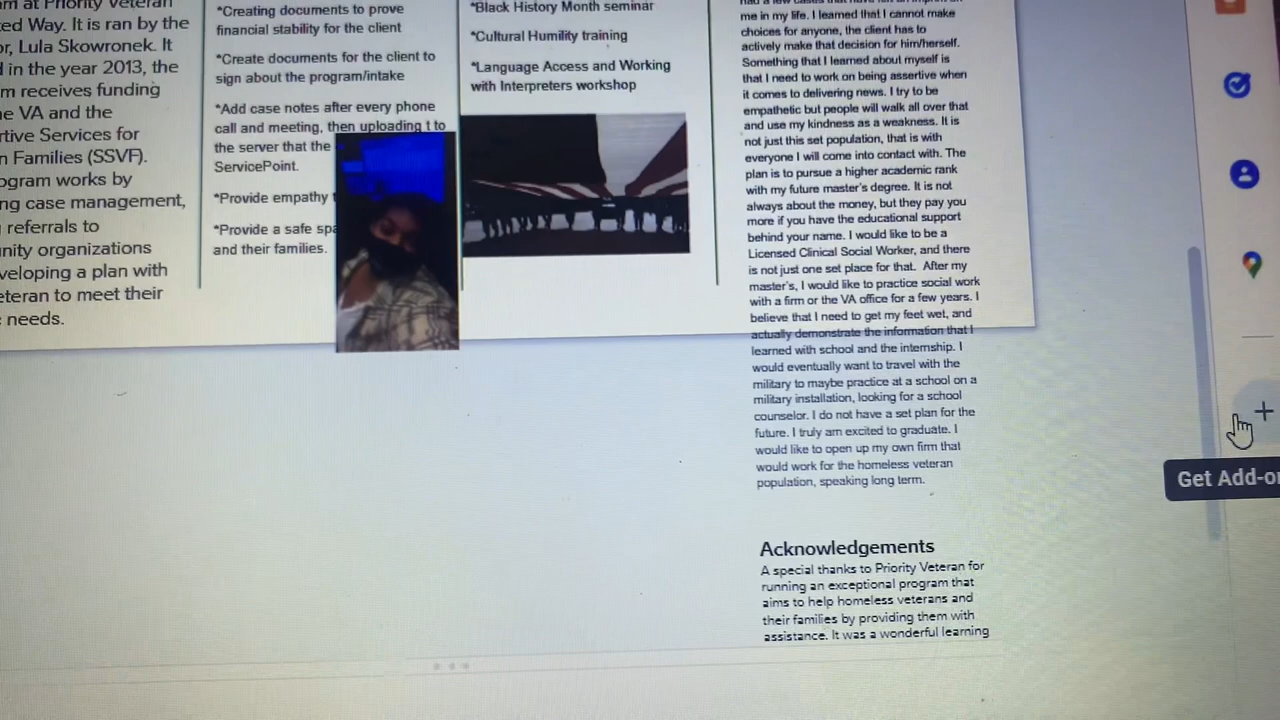 m at Priority Veteran
ted Way. It is ran by the
or, Lula Skowronek. It
d in the year 2013, the
m receives funding
e VA and the
rtive Services for
n Families (SSVF).
ogram works by
ng case management,
referrals to
nity organizations
veloping a plan with
eteran to meet their
needs.
*Creating documents to prove
financial stability for the client
*Create documents for the client to
sign about the program/intake
*Add case notes after every phone
call and meeting, then uploading t to
the server that the
ServicePoint.
*Provide empathy
*Provide a safe spa
and their families.
*Black History Month seminar
*Cultural Humility training
*Language Access and Working
with Interpreters workshop
me in my life. I learned that I cannot make
choices for anyone, the client has to
actively make that decision for him/herself.
Something that I learned about myself is
that I need to work on being assertive when
it comes to delivering news. I try to be
empathetic but people will walk all over that
and use my kindness as a weakness. It is
not just this set population, that is with
everyone I will come into contact with. The
plan is to pursue a higher academic rank
with my future master's degree. It is not
always about the money, but they pay you
more if you have the educational support
behind your name. I would like to be a
Licensed Clinical Social Worker, and there
is not just one set place for that. After my
master's, I would like to practice social work
with a firm or the VA office for a few years. I
believe that I need to get my feet wet, and
actually demonstrate the information that I
learned with school and the internship. I
would eventually want to travel with the
military to maybe practice at a school on a
military installation, looking for a school
counselor. I do not have a set plan for the
future. I truly am excited to graduate. I
would like to open up my own firm that
would work for the homeless veteran
population, speaking long term.
Acknowledgements
A special thanks to Priority Veteran for
running an exceptional program that
aims to help homeless veterans and
their families by providing them with
assistance. It was a wonderful learning
Get Add-o